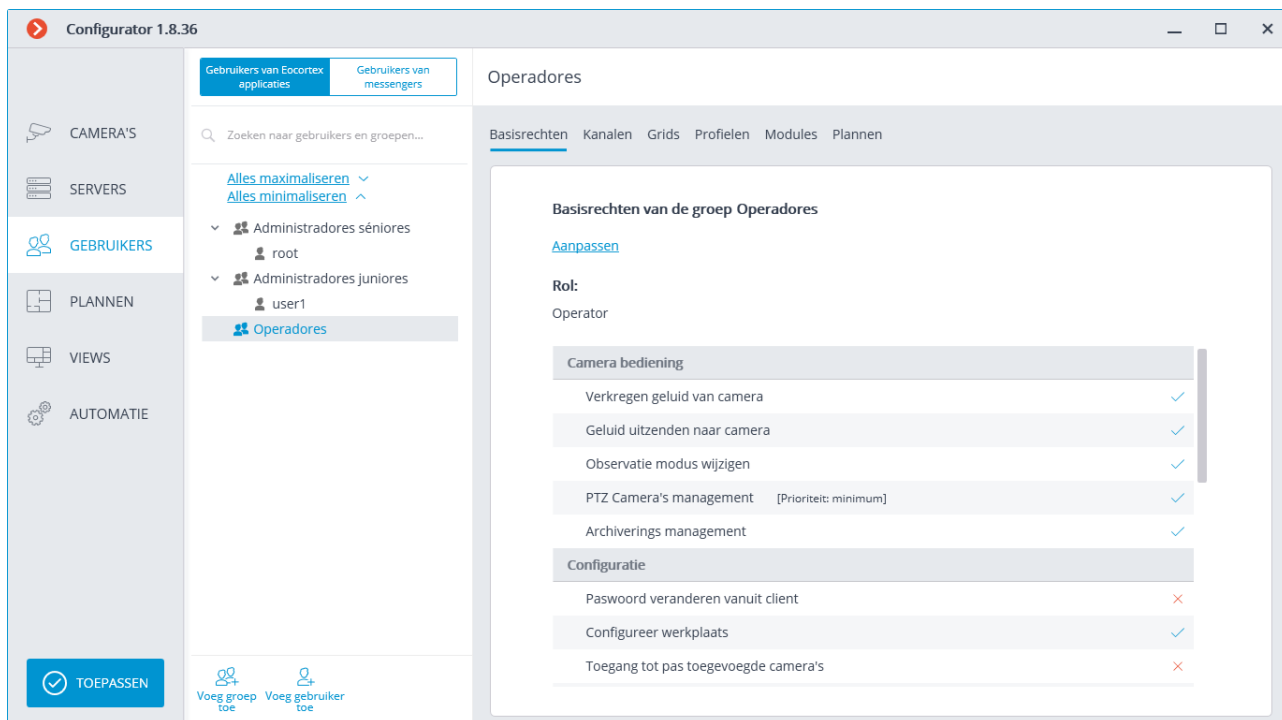 Configurator 1.8.36
CAMERA'S
SERVERS
GEBRUIKERS
PLANNEN
VIEWS
AUTOMATIE
TOEPASSEN
Gebruikers van Eocortex
applicaties
Gebruikers van
messengers
Zoeken naar gebruikers en groepen...
Alles maximaliseren
Alles minimaliseren
Administradores séniores
root
Administradores juniores
user1
Operadores
Voeg groep
toe
Voeg gebruiker
toe
Operadores
Basisrechten Kanalen Grids Profielen Modules Plannen
Basisrechten van de groep Operadores
Aanpassen
Rol:
Operator
Camera bediening
Verkregen geluid van camera
Geluid uitzenden naar camera
Observatie modus wijzigen
PTZ Camera's management [Prioriteit: minimum]
Archiverings management
Configuratie
Paswoord veranderen vanuit client
Configureer werkplaats
Toegang tot pas toegevoegde camera's